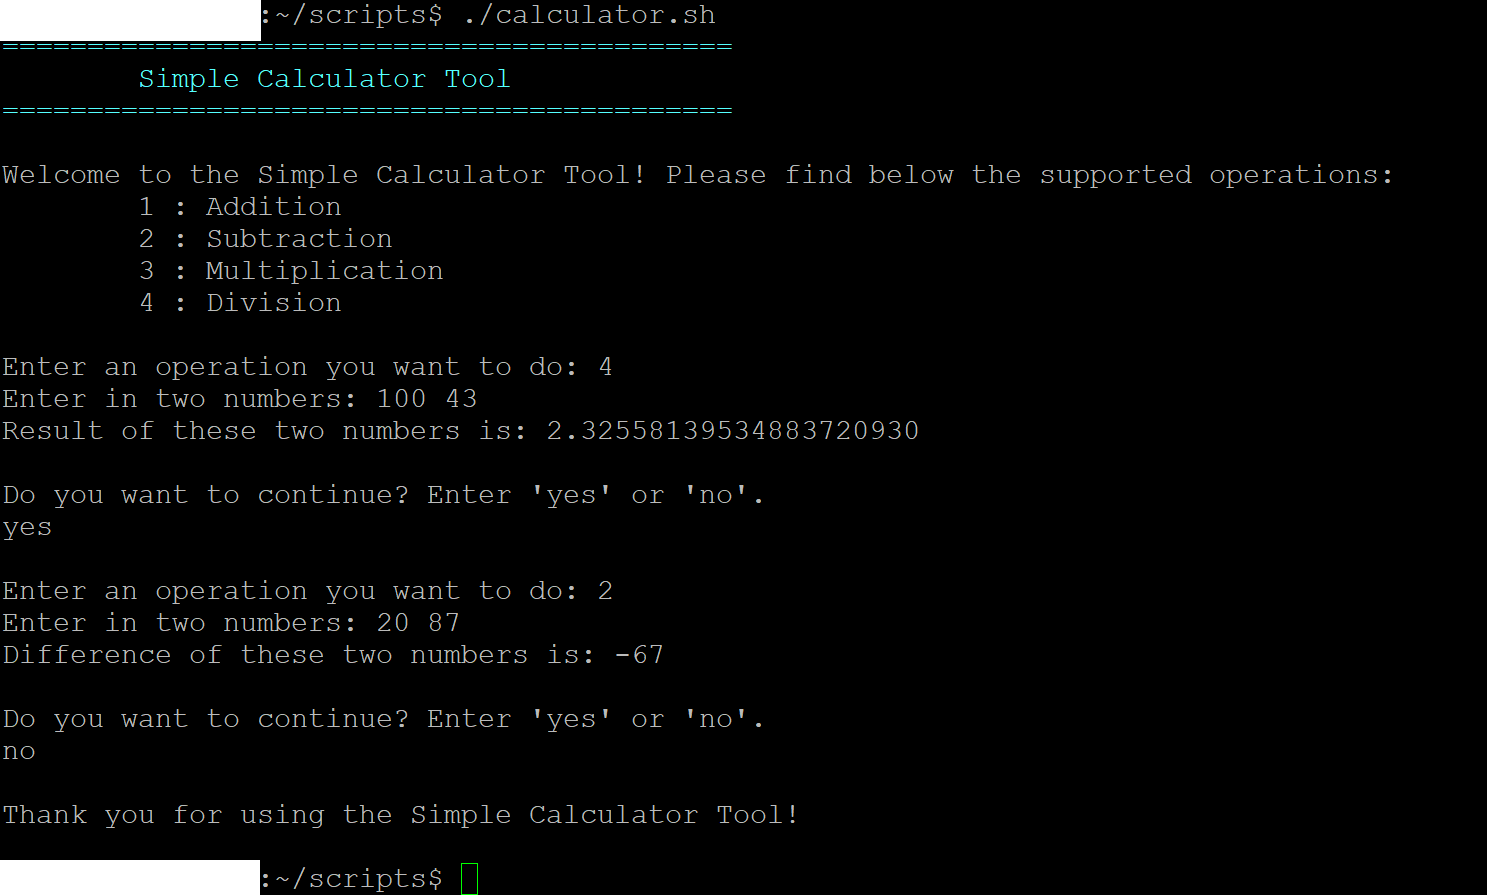 :~/scripts$ ./calculator.sh
===========================================
Simple Calculator Tool
===========================================
Welcome to the Simple Calculator Tool! Please find below the supported operations:
1 : Addition
2 : Subtraction
3 : Multiplication
4 : Division
Enter an operation you want to do: 4
Enter in two numbers: 100 43
Result of these two numbers is: 2.32558139534883720930
Do you want to continue? Enter 'yes' or 'no'.
yes
Enter an operation you want to do: 2
Enter in two numbers: 20 87
Difference of these two numbers is: -67
Do you want to continue? Enter 'yes' or 'no'.
no
Thank you for using the Simple Calculator Tool!
:~/scripts$